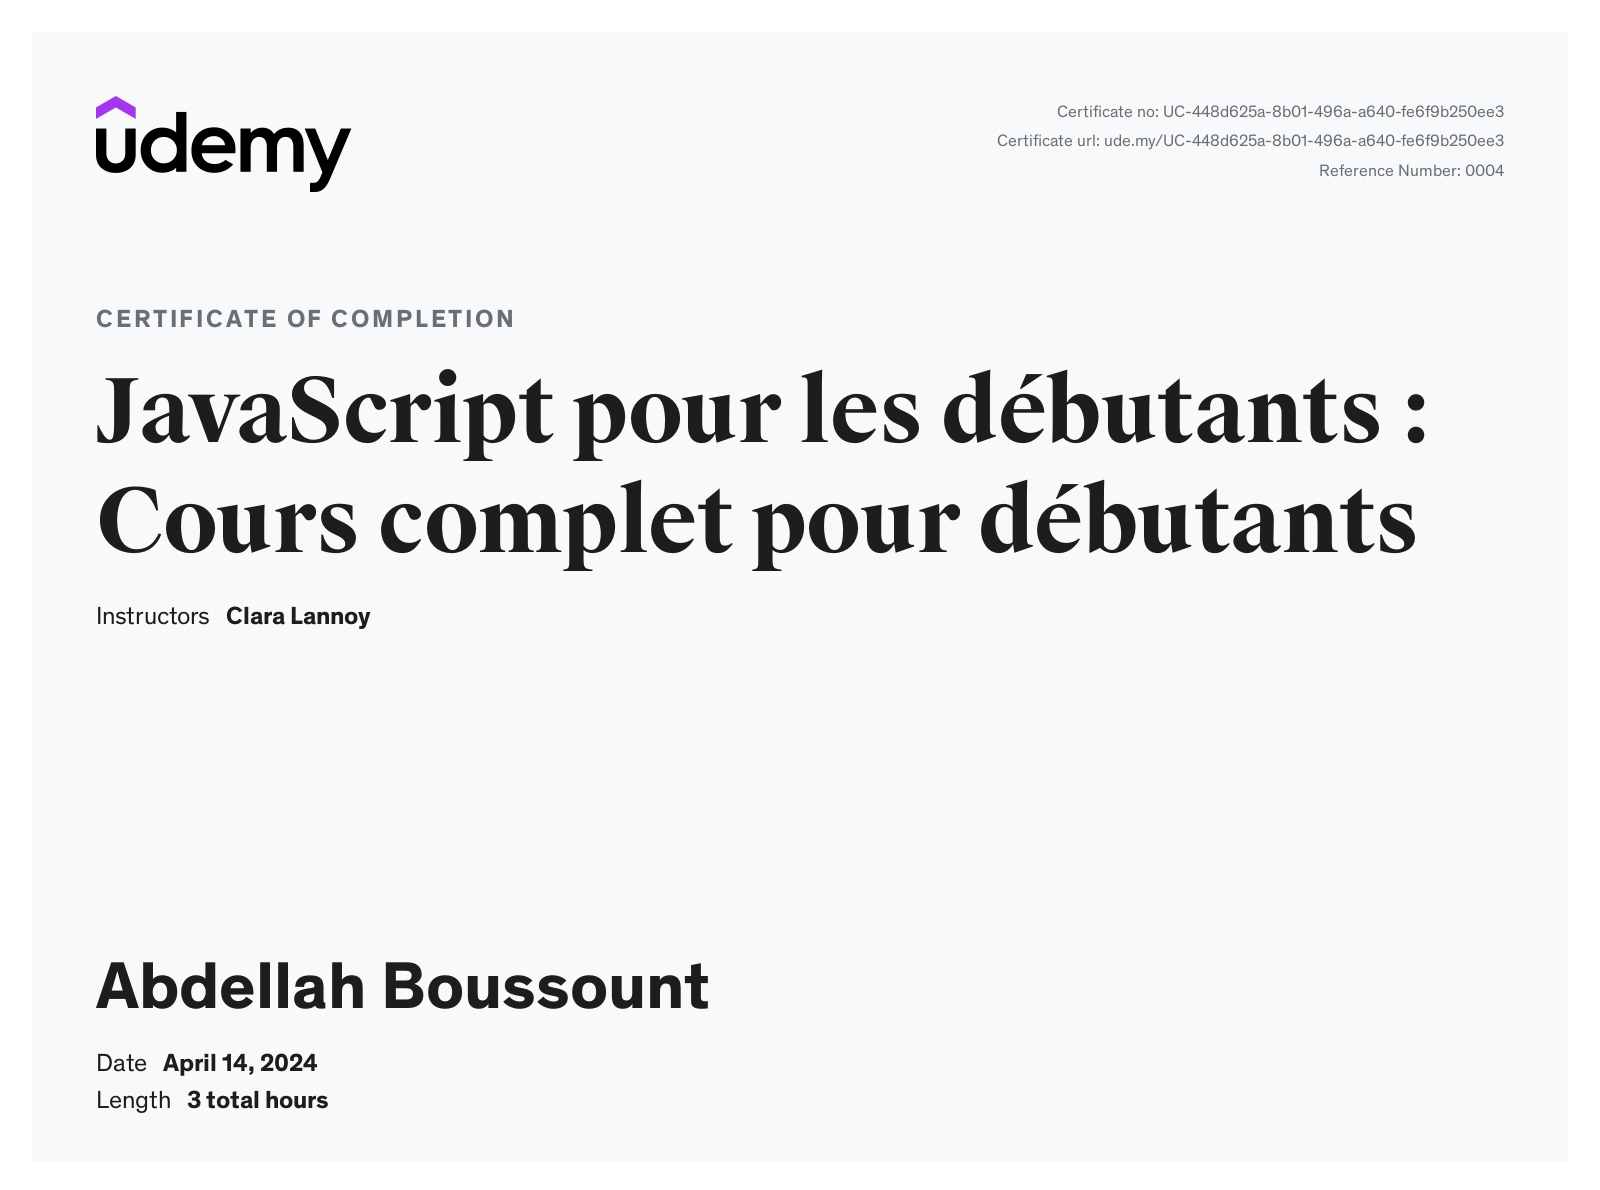 udemy
Certificate no: UC-448d625a-8b01-496a-a640-fe6f9b250ee3
Certificate url: ude.my/UC-448d625a-8b01-496a-a640-fe6f9b250ee3
Reference Number: 0004
CERTIFICATE OF COMPLETION
JavaScript pour les débutants :
Cours complet pour débutants
Instructors Clara Lannoy
Abdellah Boussount
Date April 14, 2024
Length 3 total hours